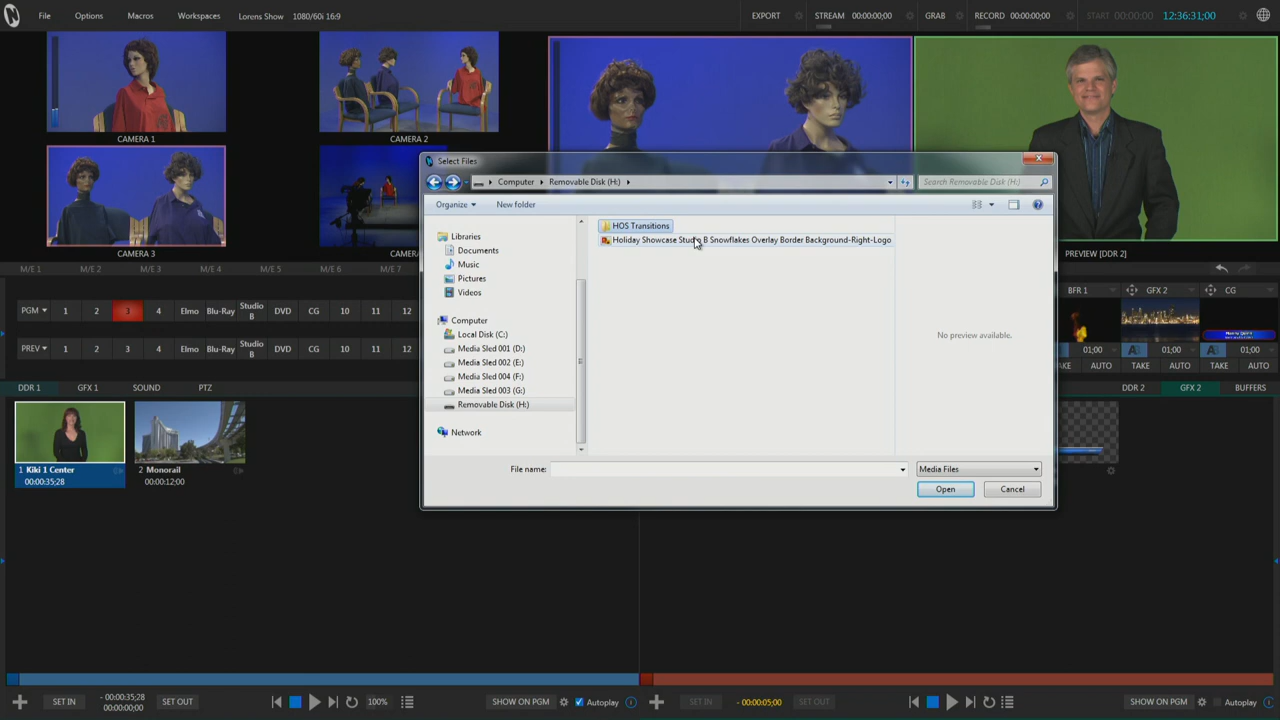 File Options Macros Workspaces Lorens Show 1080/60i 16:9 EXPORT STREAM 00:00:00;00 GRAB RECORD 00:00:00;00 START 00:00:00;00 12:36:31;00
CAMERA 1 CAMERA 2
CAMERA 3 CAMERA PREVIEW [DDR 2]
M/E 1 M/E 2 M/E 3 M/E 4 M/E 5 M/E
BFR 1 GFX 2 CG
PGM 1 2 3 4 Elmo Blu-Ray Studio B DVD CG 10 11 12
PREV 1 2 3 4 Elmo Blu-Ray Studio B DVD CG 10 11 12
01;00 01;00 01;00
TAKE AUTO TAKE AUTO TAKE AUTO
DDR 1 GFX 1 SOUND PTZ DDR 2 GFX 2 BUFFERS
1 Kiki 1 Center
00:00:35;28
2 Monorail
00:00:12;00
Select Files
Computer Removable Disk (H:) Search Removable Disk (H:)
Organize New folder
Libraries
Documents
Music
Pictures
Videos
Computer
Local Disk (C:)
Media Sled 001 (D:)
Media Sled 002 (E:)
Media Sled 004 (F:)
Media Sled 003 (G:)
Removable Disk (H:)
Network
HOS Transitions
Holiday Showcase Studio B Snowflakes Overlay Border Background-Right-Logo
No preview available.
File name: Media Files
Open Cancel
SET IN - 00:00:35;28 SET OUT 100% SHOW ON PGM Autoplay SET IN - 00:00:05;00 SET OUT SHOW ON PGM Autoplay
00:00:00;00